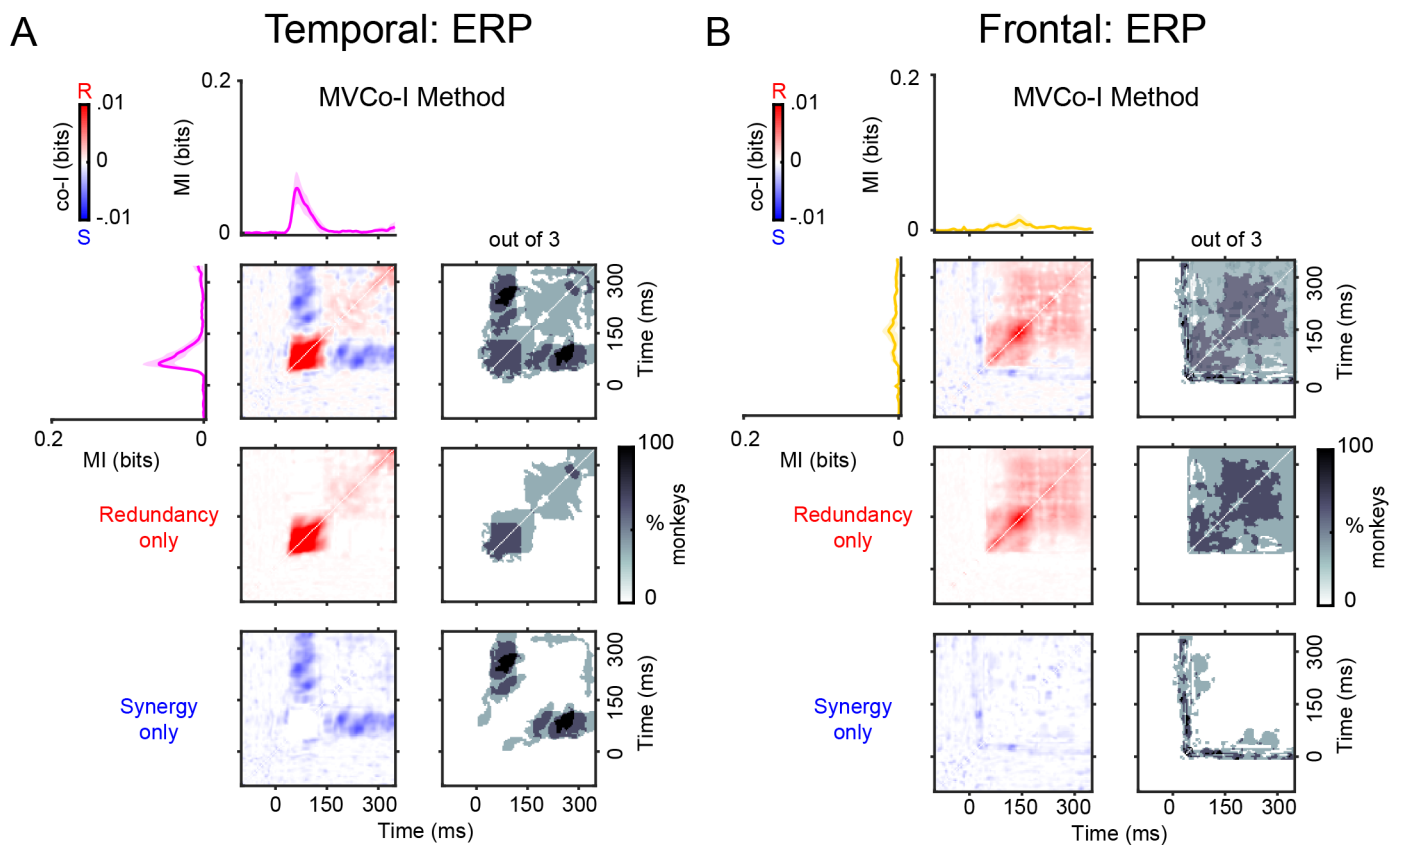 A
Temporal: ERP
MVCo-I Method
R
.01
0
-.01
S
co-I (bits)
0.2
0
MI (bits)
out of 3
0.2
0
MI (bits)
300
150
0
Time (ms)
Redundancy
only
100
%
monkeys
0
Synergy
only
300
150
0
Time (ms)
0 150 300
0 150 300
Time (ms)
B
Frontal: ERP
MVCo-I Method
R
.01
0
-.01
S
co-I (bits)
0.2
0
MI (bits)
out of 3
0.2
0
MI (bits)
300
150
0
Time (ms)
Redundancy
only
100
%
monkeys
0
Synergy
only
300
150
0
Time (ms)
0 150 300
0 150 300
Time (ms)